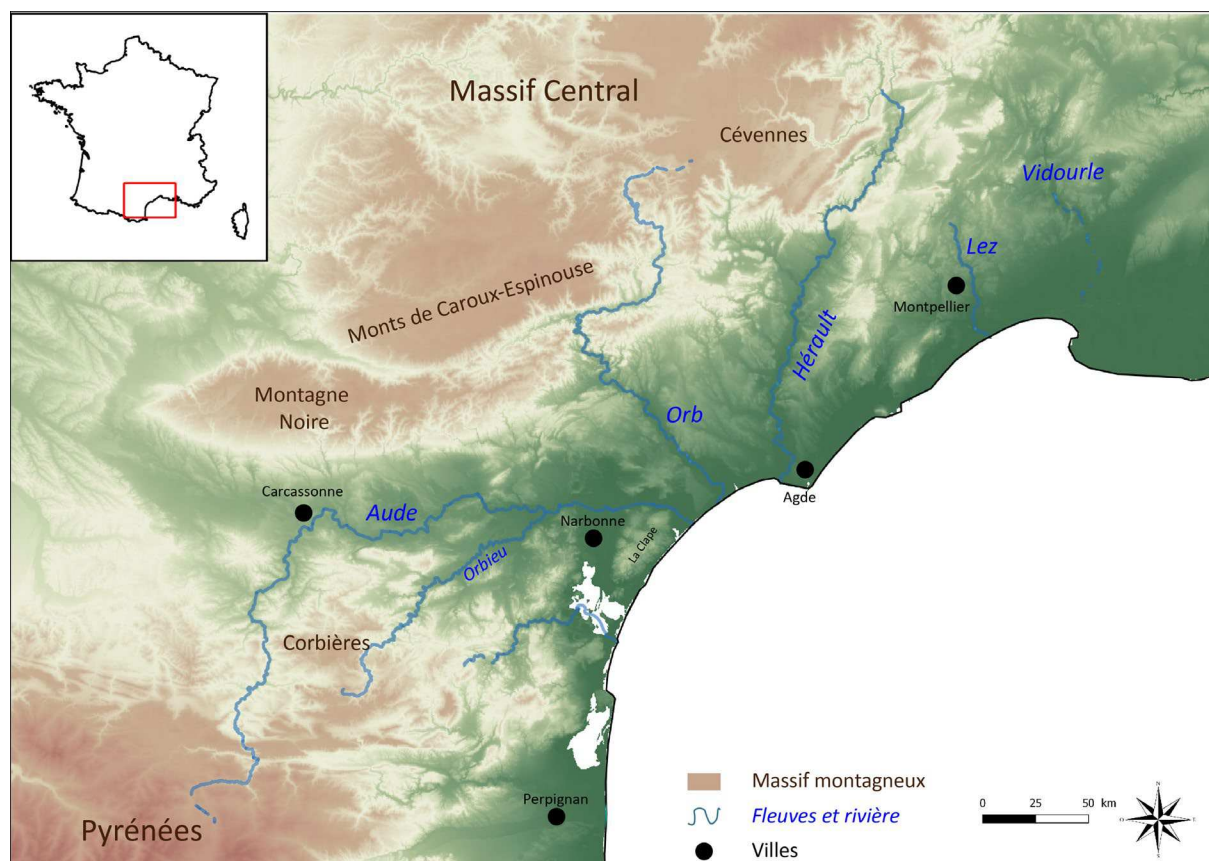 Massif Central
Cévennes
Vidourle
Lez
Montpellier
Monts de Caroux-Espinouse
Hérault
Montagne
Noire
Orb
Agde
Carcassonne
Aude
Narbonne
La Clape
Orbieu
Corbières
Perpignan
Pyrénées
Massif montagneux
Fleuves et rivière
Villes
0 25 50 km
N
O E
S